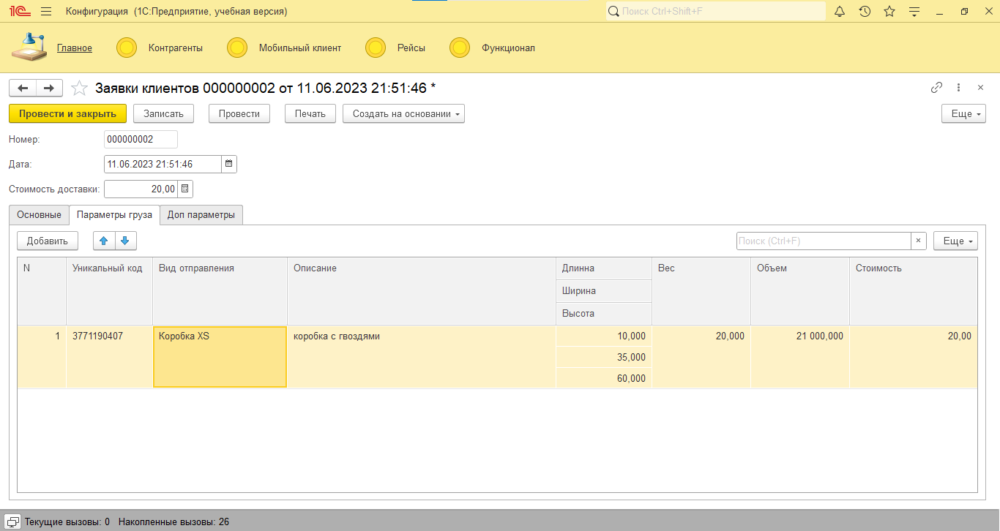 1С Конфигурация (1С:Предприятие, учебная версия) Поиск Ctrl+Shift+F
Главное Контрагенты Мобильный клиент Рейсы Функционал
Заявки клиентов 000000002 от 11.06.2023 21:51:46 *
Провести и закрыть Записать Провести Печать Создать на основании Еще
Номер: 000000002
Дата: 11.06.2023 21:51:46
Стоимость доставки: 20,00
Основные Параметры груза Доп параметры
Добавить Поиск (Ctrl+F) × Еще
N Уникальный код Вид отправления Описание Длинна Вес Объем Стоимость
Ширина
Высота
1 3771190407 Коробка XS коробка с гвоздями 10,000 20,000 21 000,000 20,00
35,000
60,000
Текущие вызовы: 0 Накопленные вызовы: 26